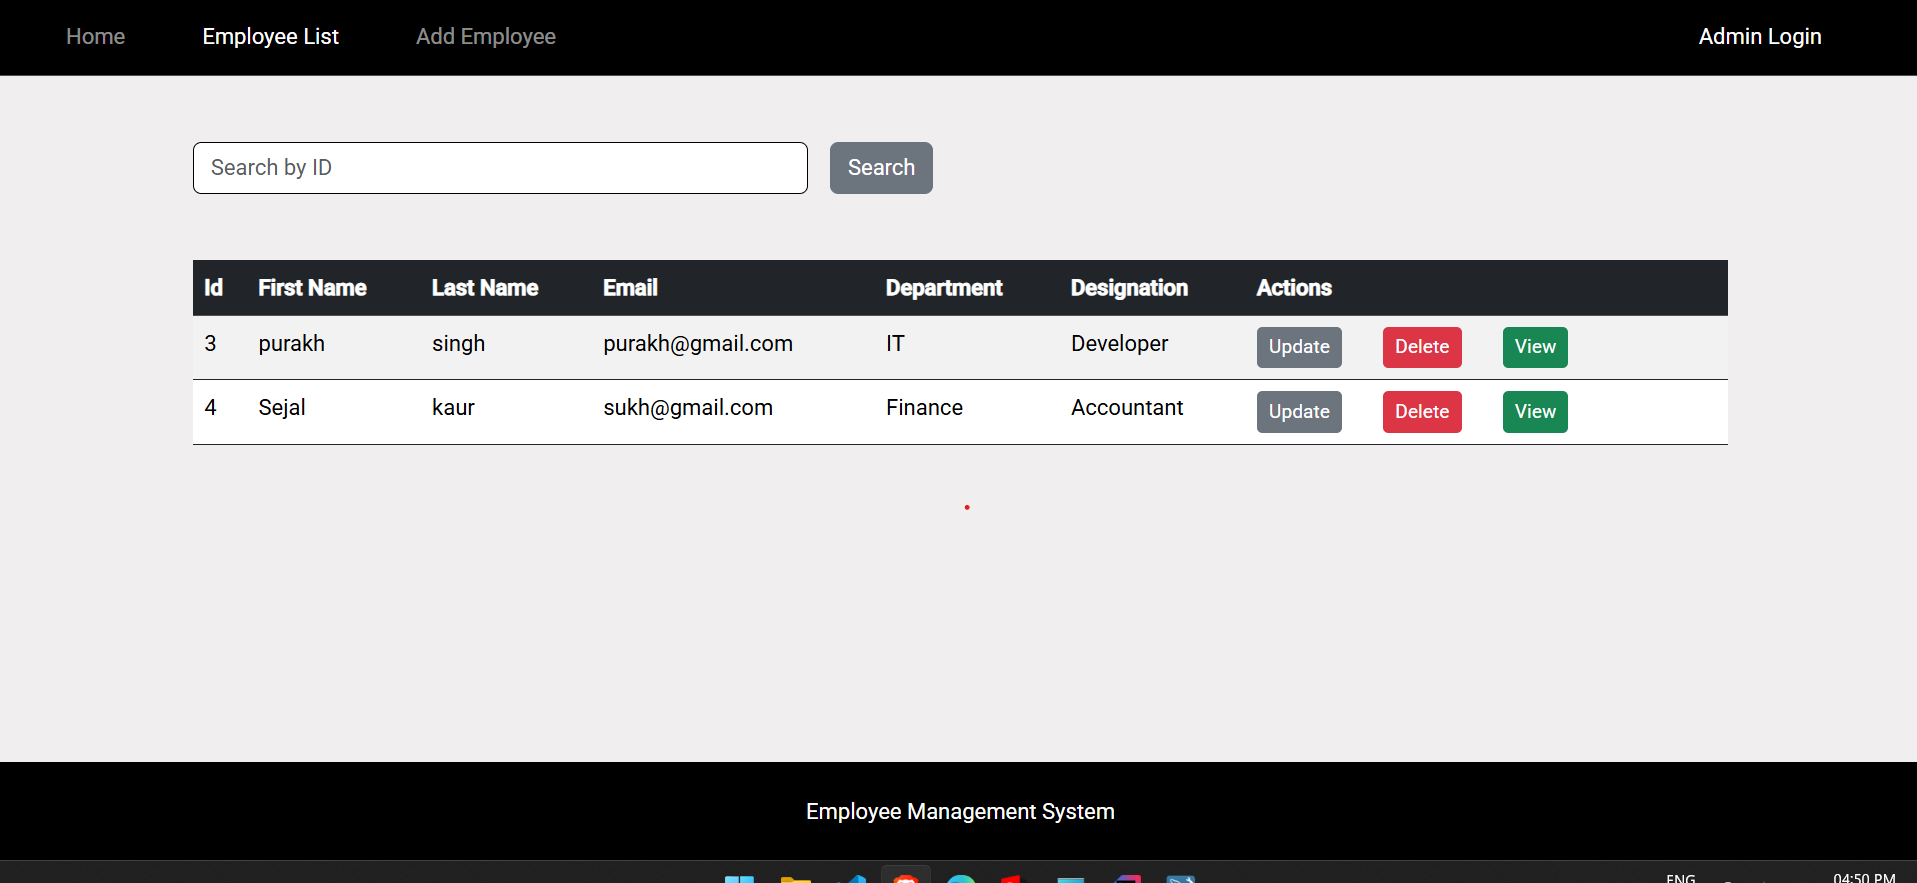 Home Employee List Add Employee Admin Login
Search by ID Search
Id First Name Last Name Email Department Designation Actions
3 purakh singh purakh@gmail.com IT Developer Update Delete View
4 Sejal kaur sukh@gmail.com Finance Accountant Update Delete View
Employee Management System
ENG 04:50 PM